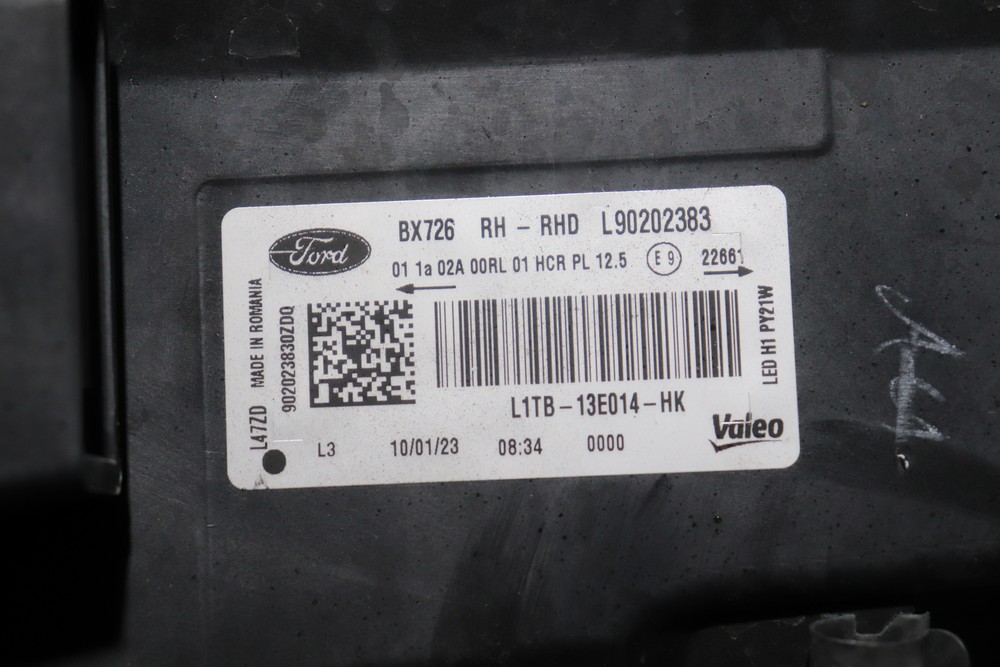 Ford
BX726 RH - RHD L90202383
01 1a 02A 00RL 01 HCR PL 12.5 E9 22661
MADE IN ROMANIA
L47ZD
902023830ZDQ
LED H1 PY21W
L1TB-13E014-HK
L3 10/01/23 08:34 0000
Valeo